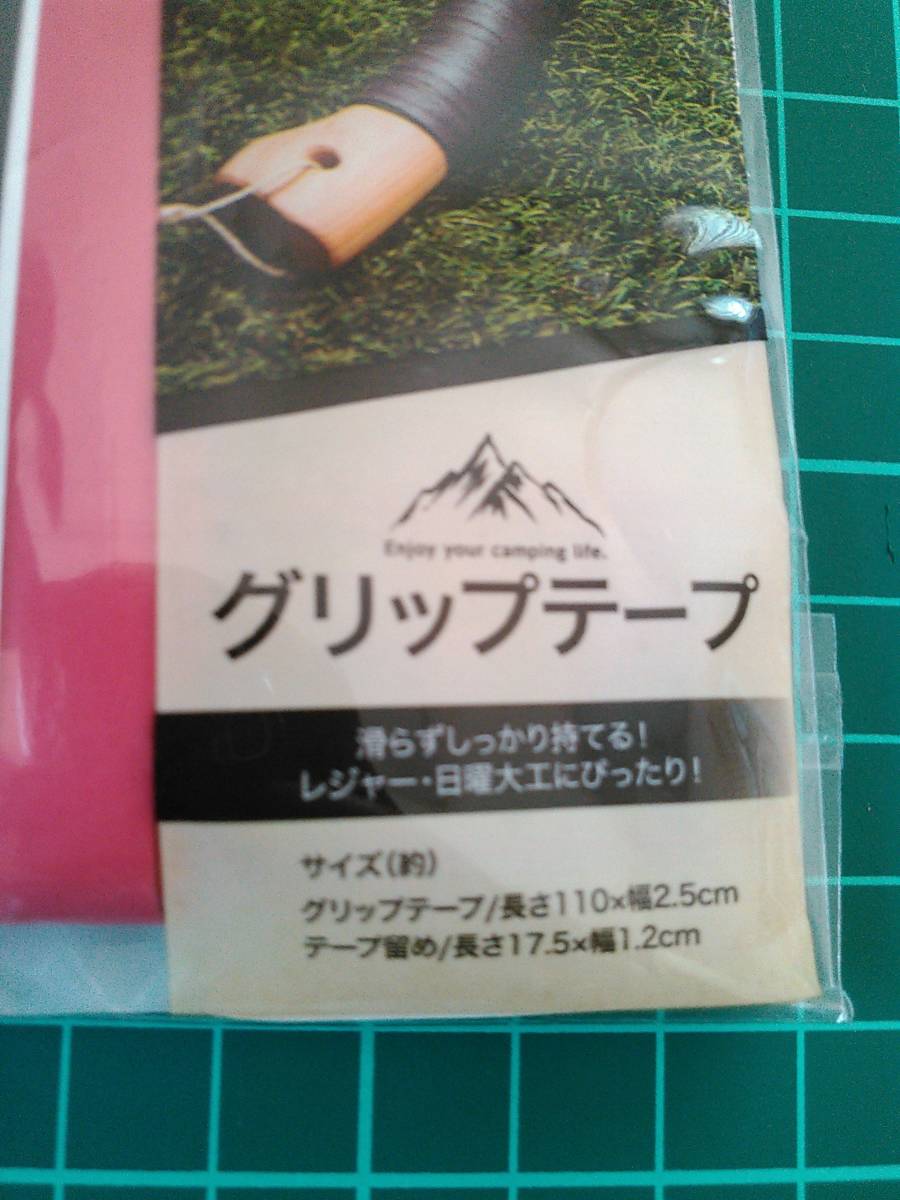 Enjoy your camping life.
グリップテープ
滑らずしっかり持てる!
レジャー・日曜大工にぴったり!
サイズ(約)
グリップテープ/長さ110×幅2.5cm
テープ留め/長さ17.5×幅1.2cm